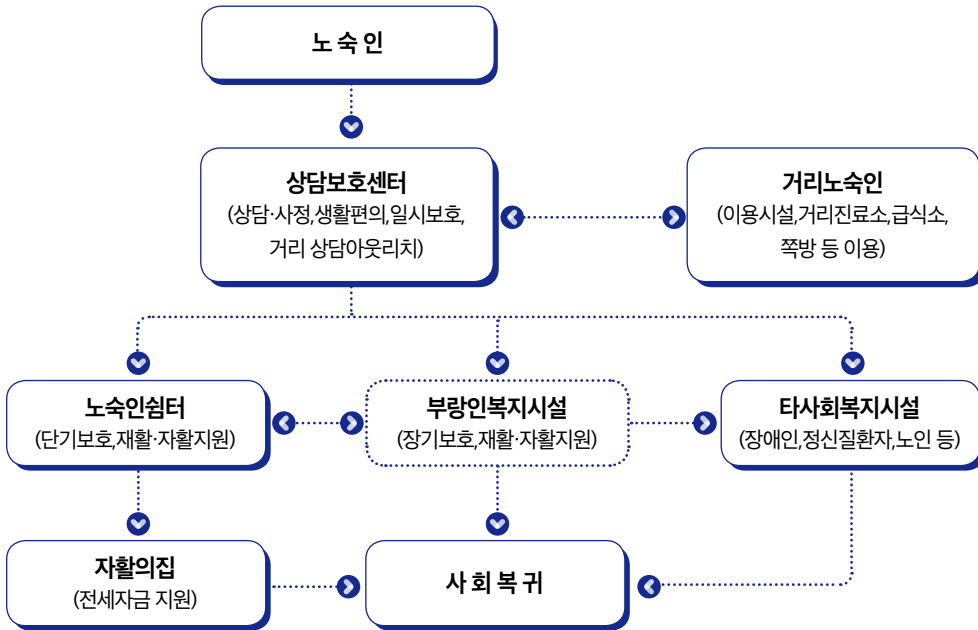 노 숙 인
상담보호센터
(상담·사정,생활편의,일시보호,
거리 상담아웃리치)
거리노숙인
(이용시설,거리진료소,급식소,
쪽방 등 이용)
노숙인쉼터
(단기보호,재활·자활지원)
부랑인복지시설
(장기보호,재활·자활지원)
타사회복지시설
(장애인,정신질환자,노인 등)
자활의집
(전세자금 지원)
사 회 복 귀